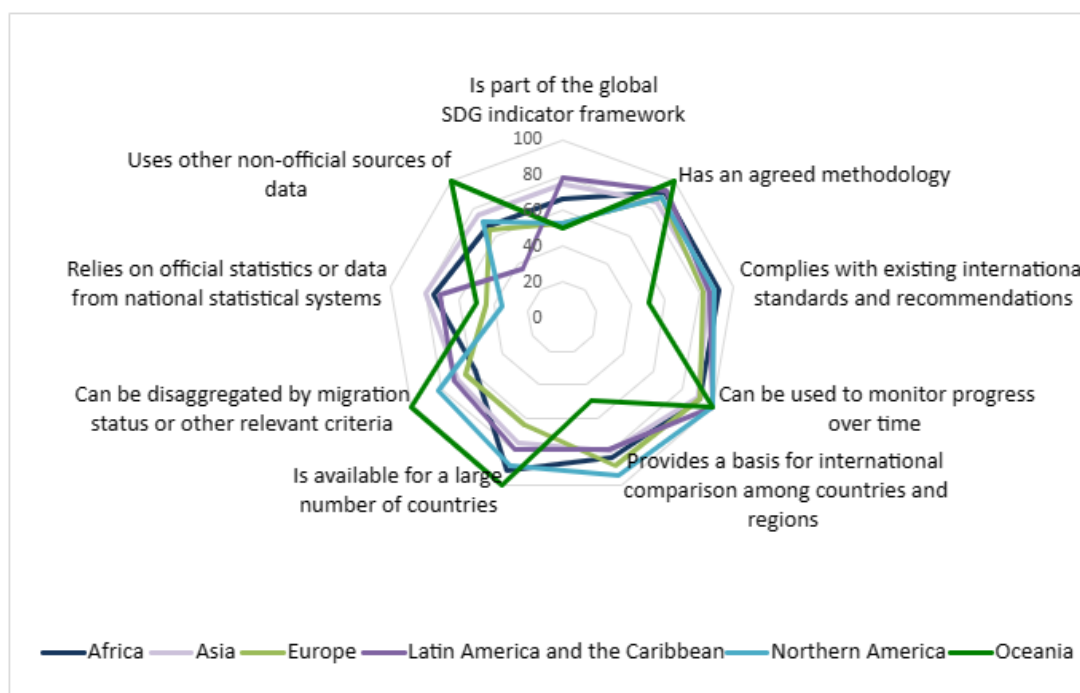 Is part of the global
SDG indicator framework
100
80
60
40
20
0
Has an agreed methodology
Complies with existing internationa
standards and recommendations
Can be used to monitor progress
over time
Provides a basis for international
comparison among countries and
regions
Is available for a large
number of countries
Can be disaggregated by migration
status or other relevant criteria
Relies on official statistics or data
from national statistical systems
Uses other non-official sources of
data
Africa Asia Europe Latin America and the Caribbean Northern America Oceania